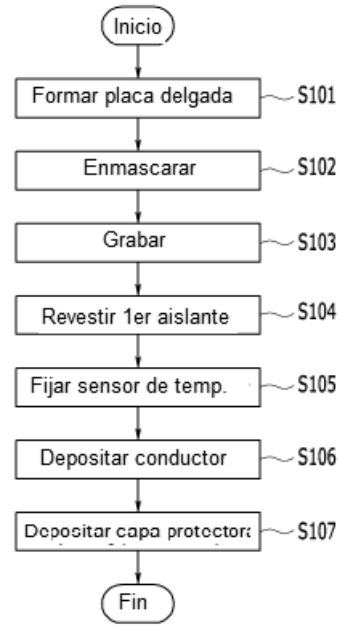 Inicio
Formar placa delgada
S101
Enmascarar
S102
Grabar
S103
Revestir 1er aislante
S104
Fijar sensor de temp.
S105
Depositar conductor
S106
Depositar capa protectora
S107
Fin